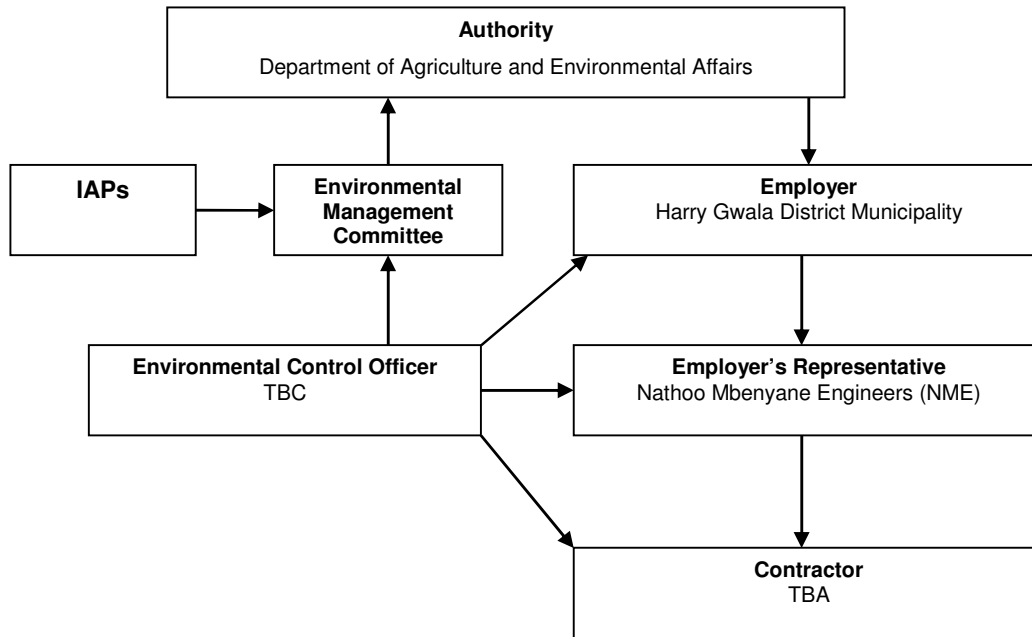 Authority
Department of Agriculture and Environmental Affairs
IAPs
Environmental
Management
Committee
Employer
Harry Gwala District Municipality
Environmental Control Officer
TBC
Employer’s Representative
Nathoo Mbenyane Engineers (NME)
Contractor
TBA